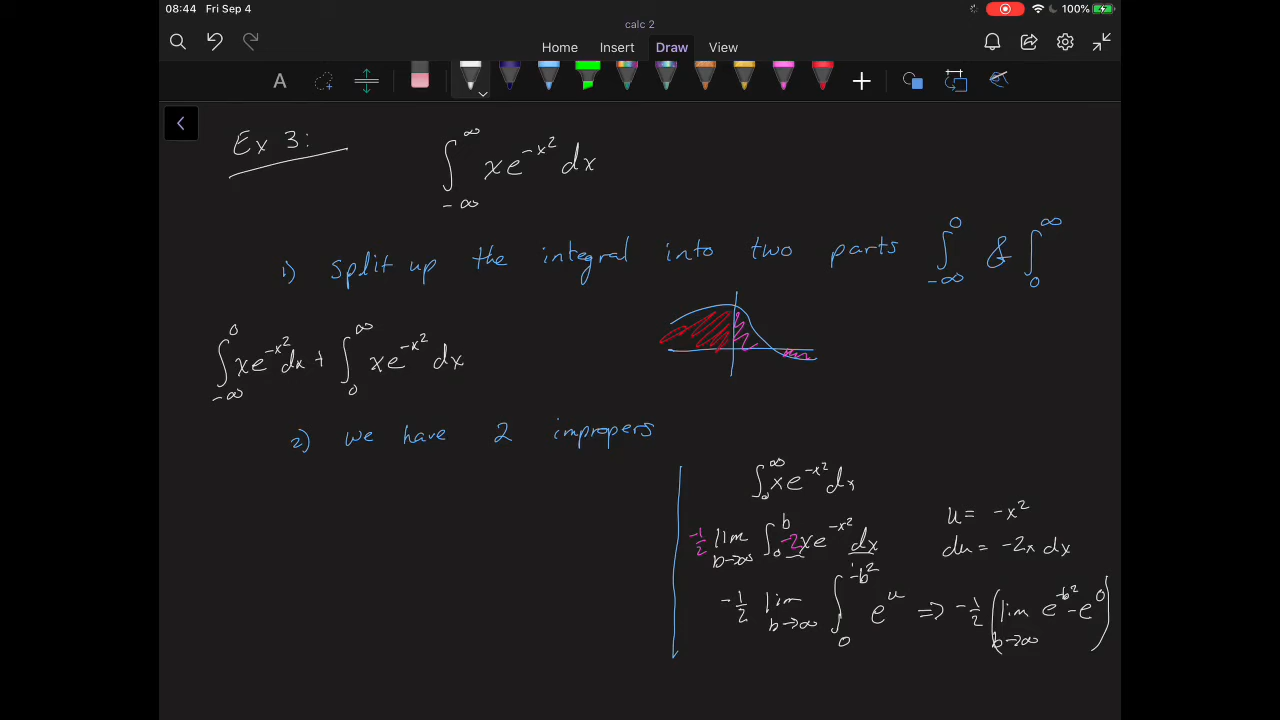 08:44 Fri Sep 4
100%
calc 2
Home Insert Draw View
A
Ex 3:
∫_{-∞}^{∞} xe^{-x²} dx
1) split up the integral into two parts ∫_{-∞}^{0} & ∫_{0}^{∞}
∫_{-∞}^{0} xe^{-x²} dx + ∫_{0}^{∞} xe^{-x²} dx
2) we have 2 impropers
∫_{0}^{∞} xe^{-x²} dx
u = -x²
-1/2 lim_{b→∞} ∫_{0}^{b} -2xe^{-x²} dx
du = -2x dx
-1/2 lim_{b→∞} ∫_{0}^{-b²} e^{u} ⇒ -1/2 (lim_{b→∞} e^{-b²} - e^{0})